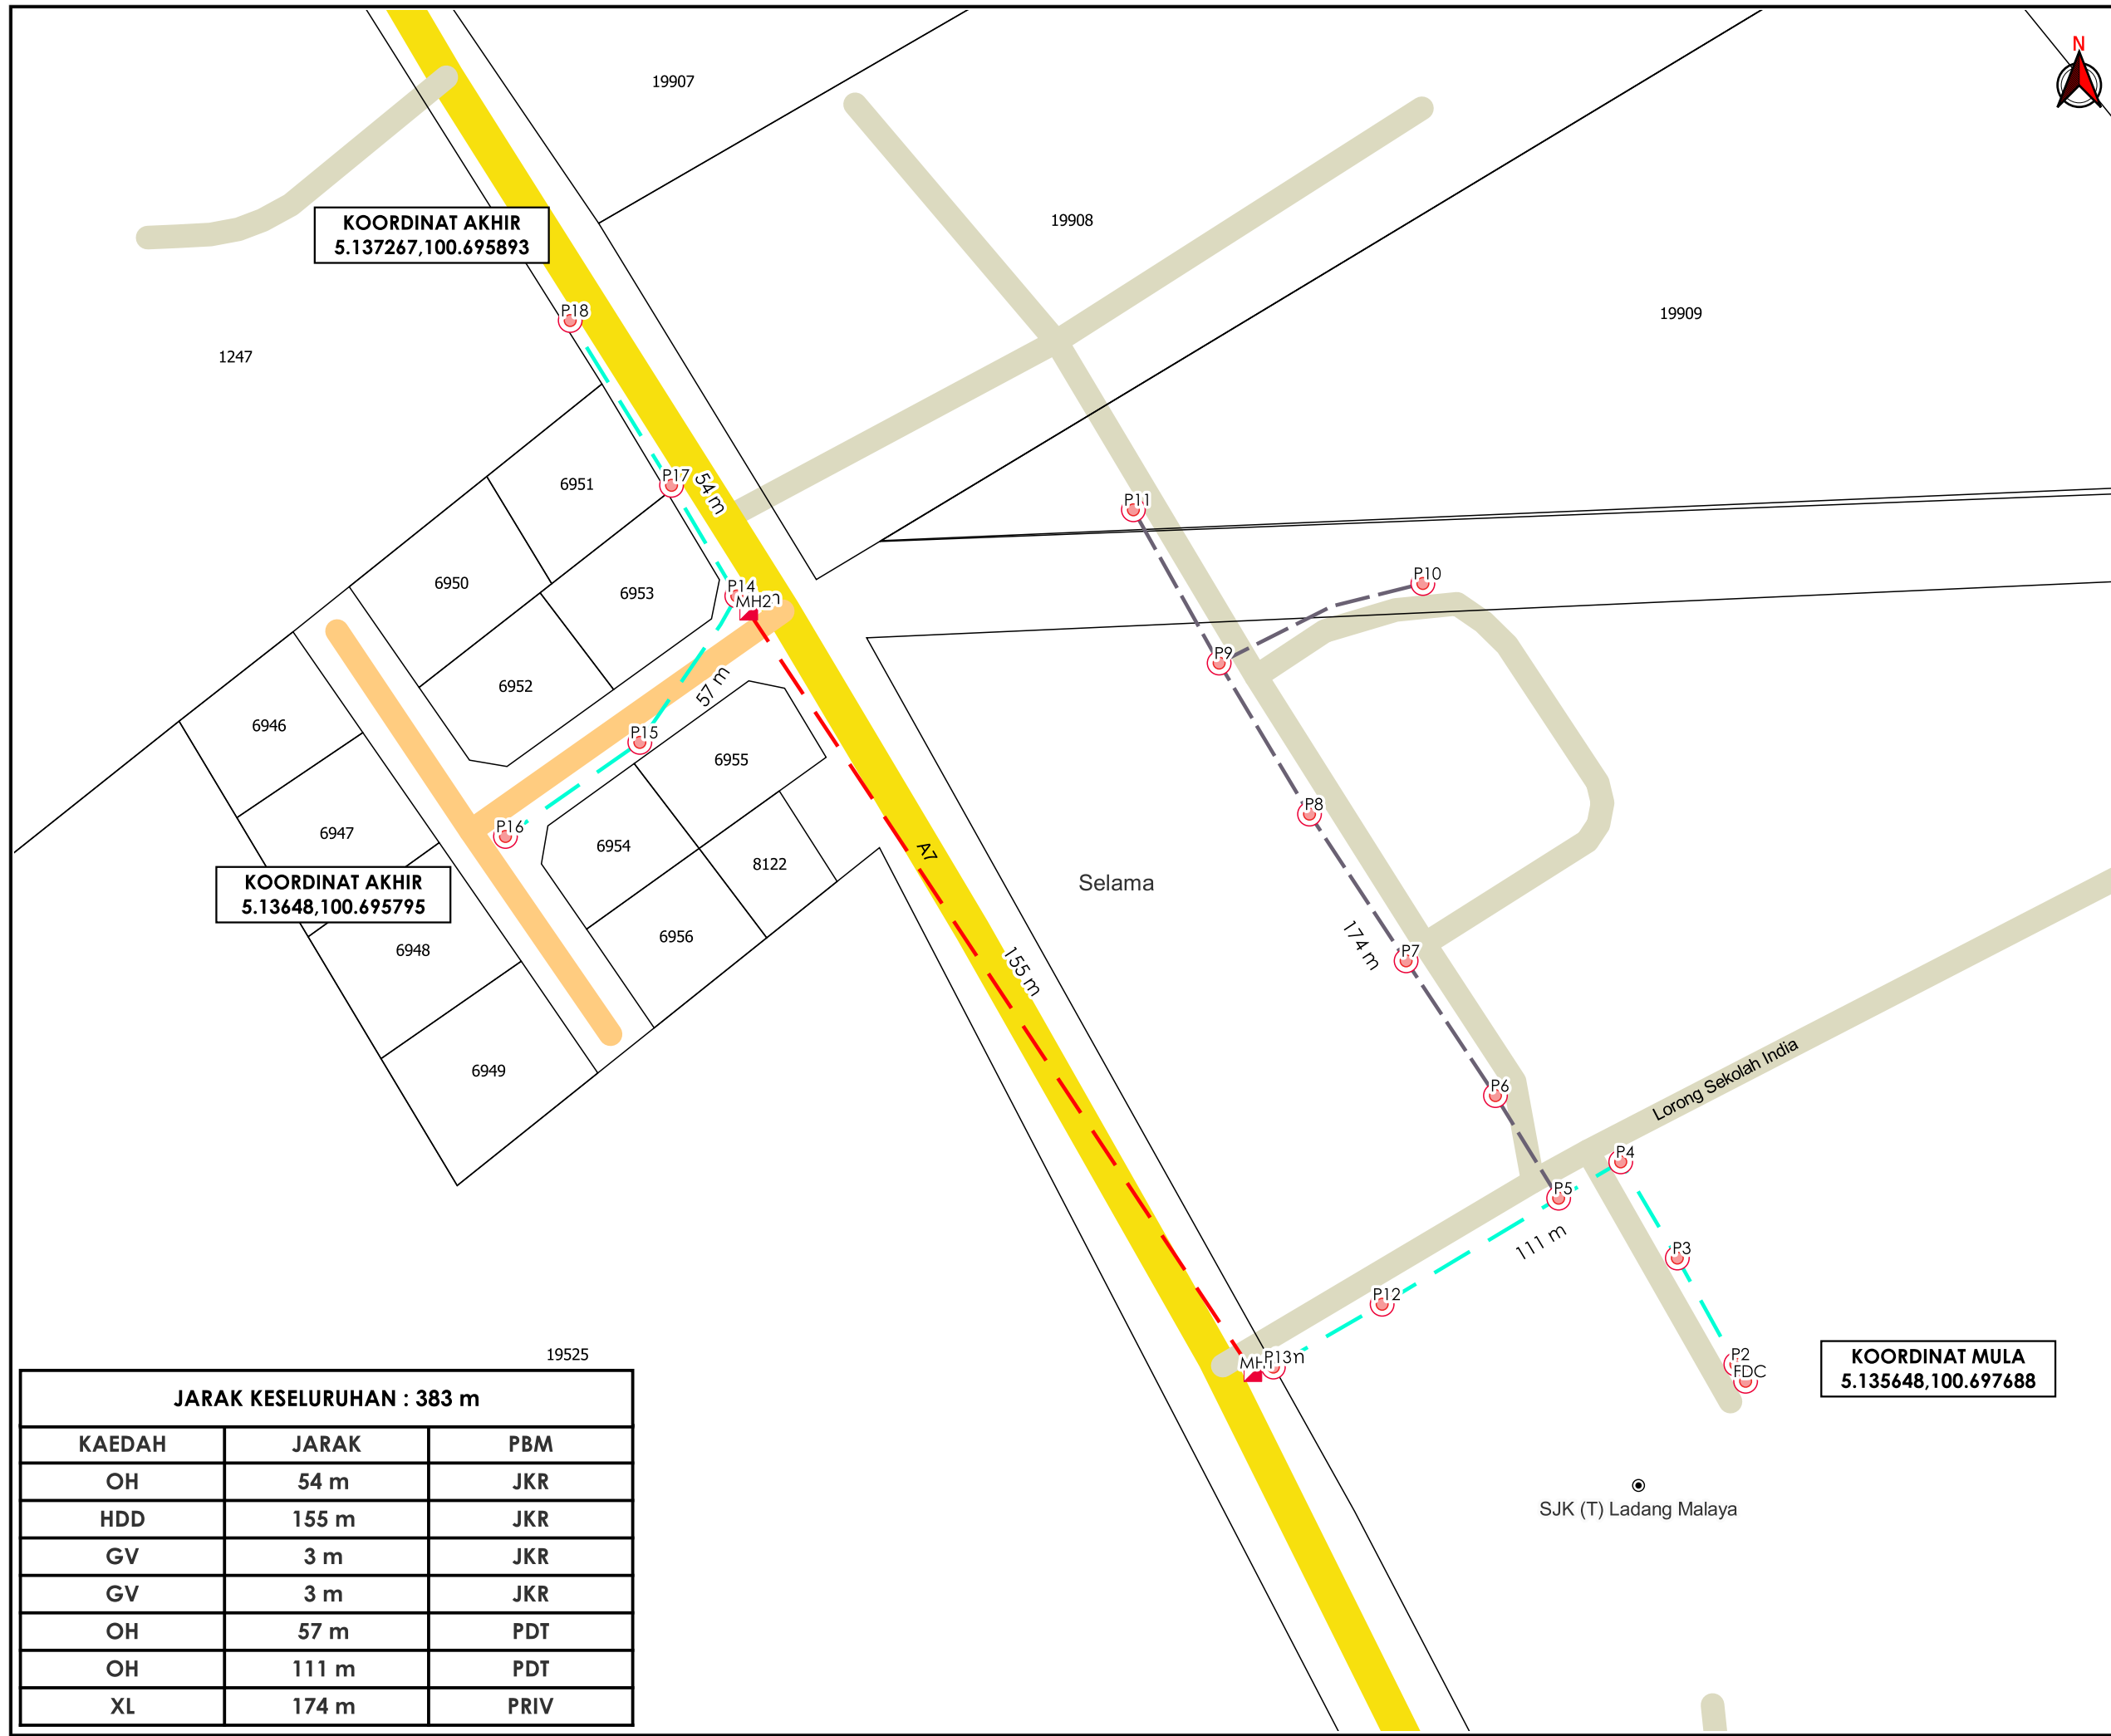 N
19907
19908
19909
1247
KOORDINAT AKHIR
5.137267,100.695893
P18
P17
54 m
6951
6950
6953
6952
P14
MH2
P11
P10
P9
P8
P7
P6
P5
P4
P3
P2
FDC
P12
P13
MH1
57 m
P15
P16
6946
6947
6948
6949
6955
6954
8122
6956
A7
155 m
174 m
111 m
Selama
Lorong Sekolah India
KOORDINAT AKHIR
5.13648,100.695795
KOORDINAT MULA
5.135648,100.697688
SJK (T) Ladang Malaya
19525
JARAK KESELURUHAN : 383 m
KAEDAH JARAK PBM
OH 54 m JKR
HDD 155 m JKR
GV 3 m JKR
GV 3 m JKR
OH 57 m PDT
OH 111 m PDT
XL 174 m PRIV